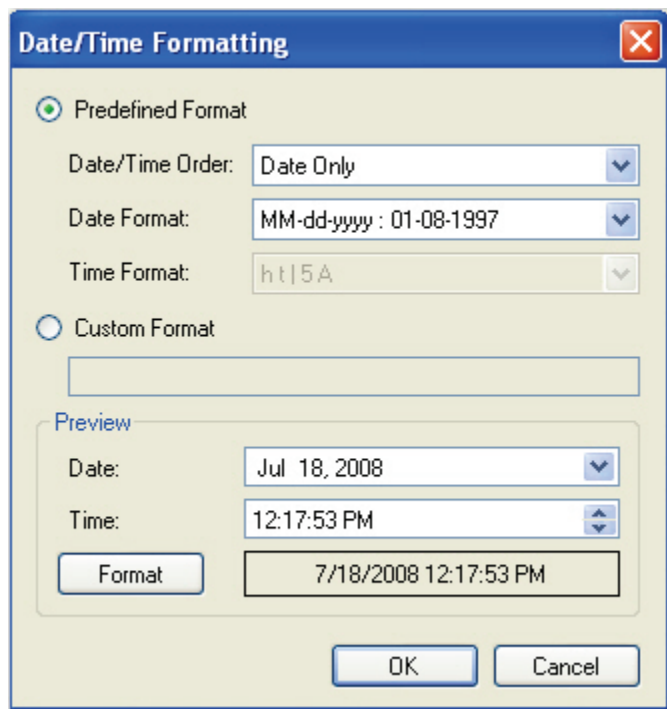 Date/Time Formatting
Predefined Format
Date/Time Order: Date Only
Date Format: MM-dd-yyyy : 01-08-1997
Time Format: h t | 5 A
Custom Format
Preview
Date: Jul 18, 2008
Time: 12:17:53 PM
Format 7/18/2008 12:17:53 PM
OK Cancel